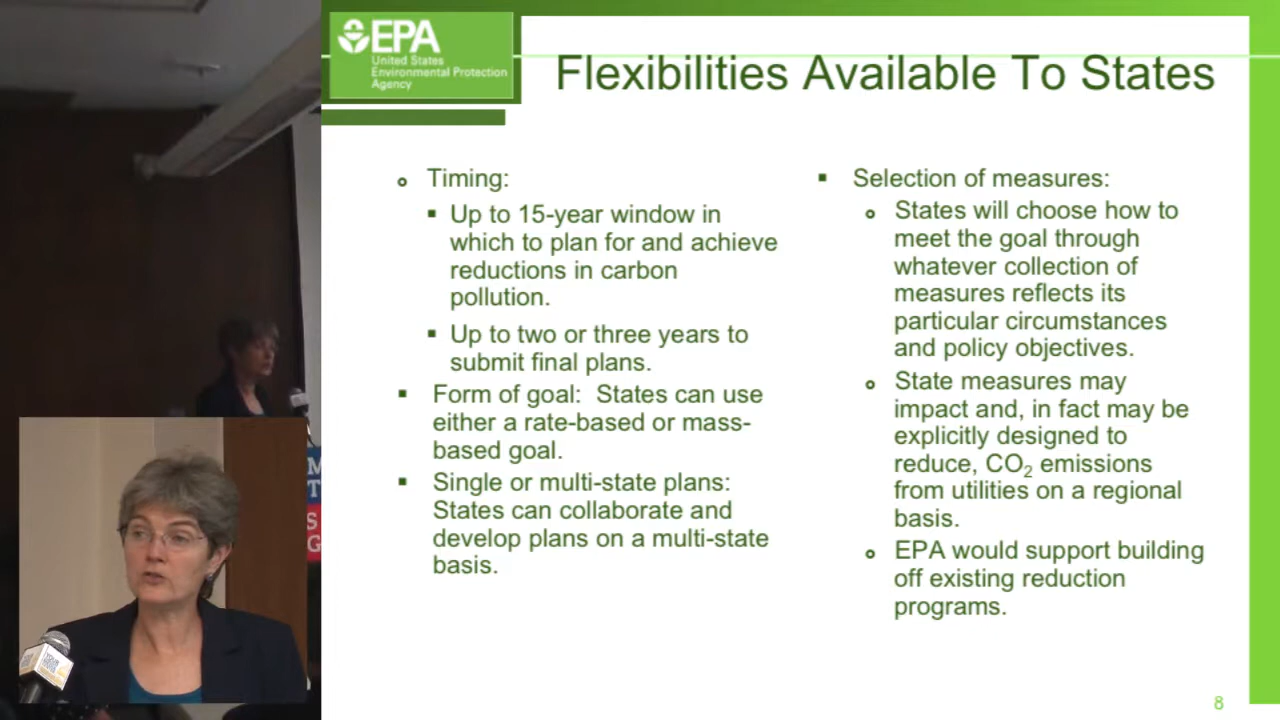 EPA
United States
Environmental Protection
Agency
Flexibilities Available To States
Timing:
Up to 15-year window in
which to plan for and achieve
reductions in carbon
pollution.
Up to two or three years to
submit final plans.
Form of goal: States can use
either a rate-based or mass-
based goal.
Single or multi-state plans:
States can collaborate and
develop plans on a multi-state
basis.
Selection of measures:
States will choose how to
meet the goal through
whatever collection of
measures reflects its
particular circumstances
and policy objectives.
State measures may
impact and, in fact may be
explicitly designed to
reduce, CO₂ emissions
from utilities on a regional
basis.
EPA would support building
off existing reduction
programs.
8
M
T
S
G